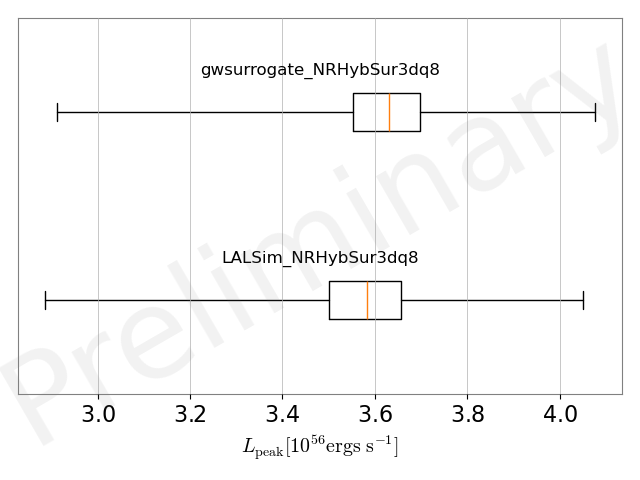 gwsurrogate_NRHybSur3dq8
LALSim_NRHybSur3dq8
Preliminary
3.0 3.2 3.4 3.6 3.8 4.0
L_peak[10^56 ergs s^−1]